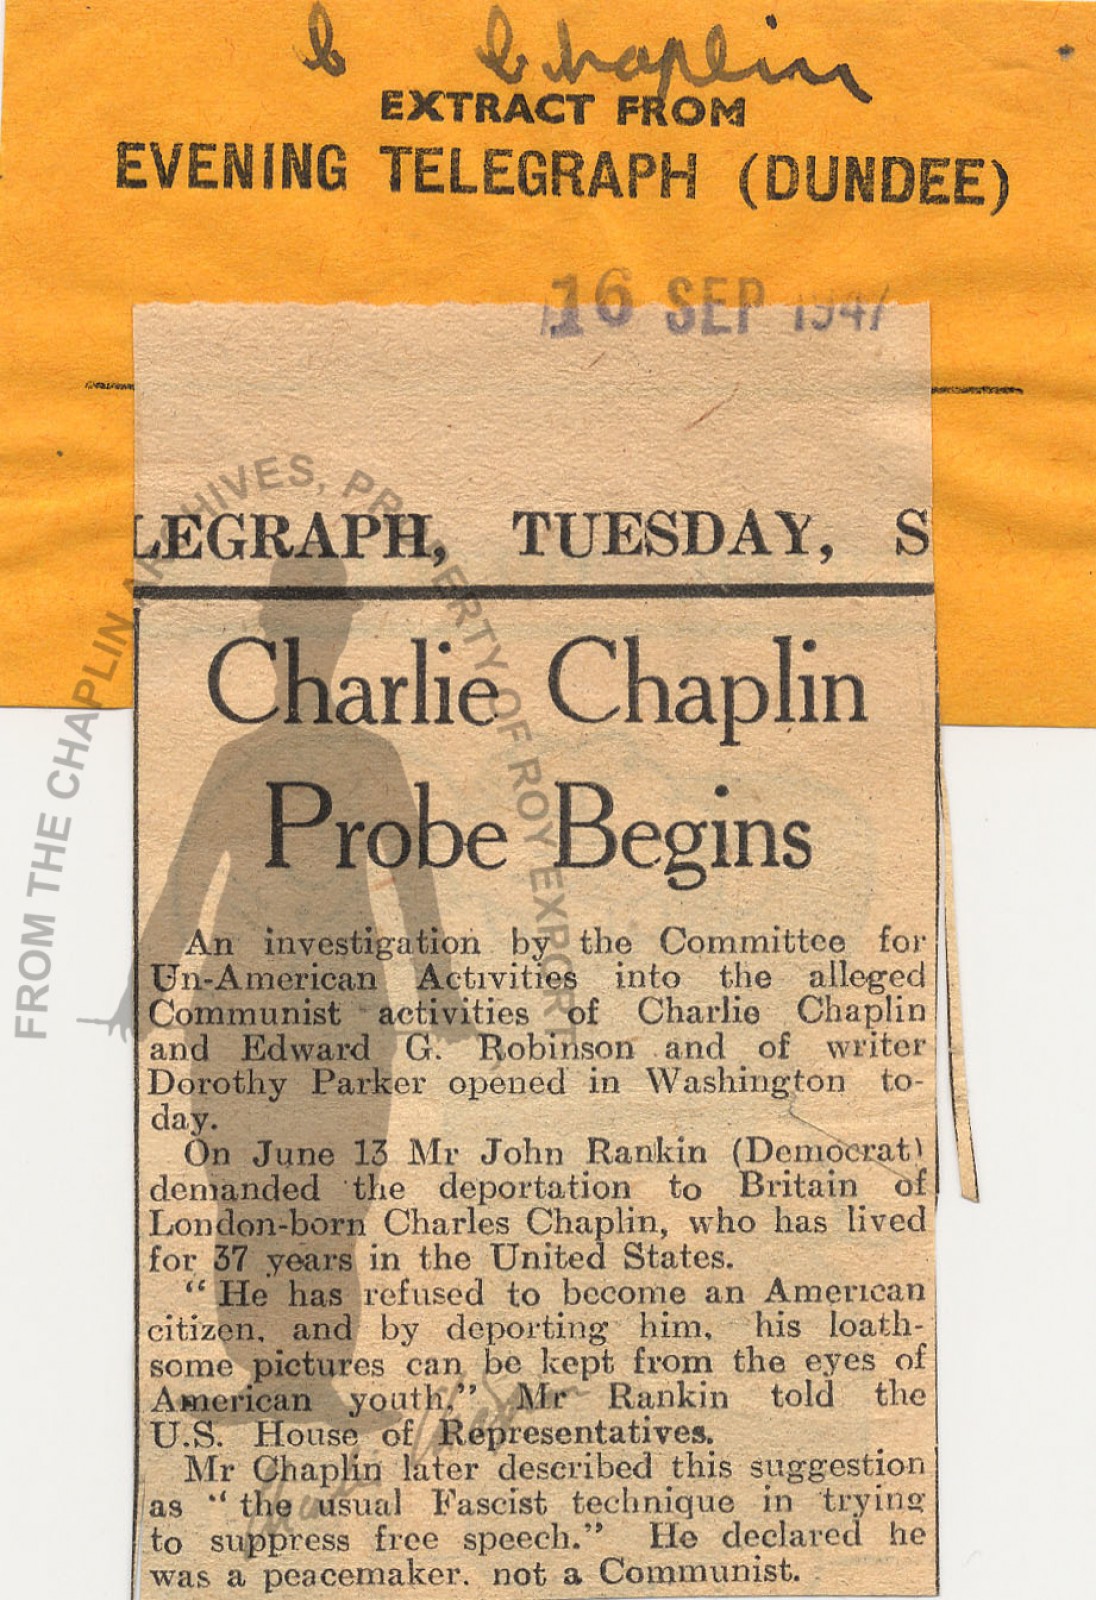 C Chaplin
EXTRACT FROM
EVENING TELEGRAPH (DUNDEE)
16 SEP 1947
LEGRAPH, TUESDAY, S
Charlie Chaplin
Probe Begins
An investigation by the Committee for
Un-American Activities into the alleged
Communist activities of Charlie Chaplin
and Edward G. Robinson and of writer
Dorothy Parker opened in Washington to-
day.
On June 13 Mr John Rankin (Democrat)
demanded the deportation to Britain of
London-born Charles Chaplin, who has lived
for 37 years in the United States.
“He has refused to become an American
citizen, and by deporting him, his loath-
some pictures can be kept from the eyes of
American youth,” Mr Rankin told the
U.S. House of Representatives.
Mr Chaplin later described this suggestion
as “the usual Fascist technique in trying
to suppress free speech.” He declared he
was a peacemaker, not a Communist.
FROM THE CHAPLIN ARCHIVES, PROPERTY OF ROY EXPORT
Charlie Chaplin